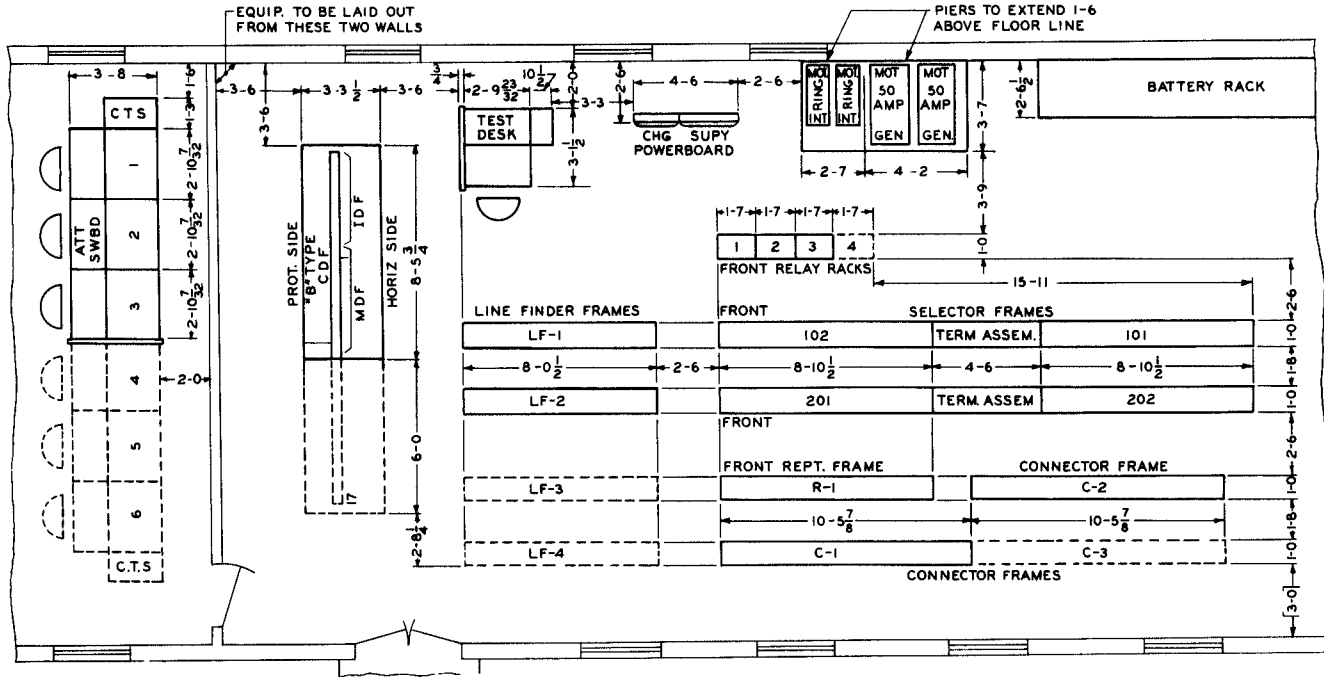 EQUIP. TO BE LAID OUT
FROM THESE TWO WALLS
PIERS TO EXTEND 1-6
ABOVE FLOOR LINE
3-8
1-6
1-3
CTS
3-6
3-3 1/2
3-6
3-6
3/4
2-9 23/32
10 1/2
7
2-0
3-3
2-6
4-6
2-6
MOT RING INT
MOT RING INT
MOT 50 AMP GEN
MOT 50 AMP GEN.
3-7
2-6 1/2
BATTERY RACK
TEST DESK
3-1 1/2
CHG SUPY
POWERBOARD
2-7
4-2
3-9
1
2
3
ATT SWBD
2-10 7/32
2-10 7/32
2-10 7/32
PROT. SIDE
"B" TYPE CDF
IDF
MDF
HORIZ SIDE
8-5 3/4
1-7
1-7
1-7
1-7
1
2
3
4
1-0
FRONT RELAY RACKS
15-11
2-6
LINE FINDER FRAMES
FRONT
SELECTOR FRAMES
LF-1
102
TERM ASSEM.
101
1-0
8-0 1/2
2-6
8-10 1/2
4-6
8-10 1/2
1-8
LF-2
201
TERM. ASSEM
202
1-0
FRONT
2-6
4
5
6
C.T.S
2-0
6-0
17
2-8 1/4
FRONT REPT. FRAME
CONNECTOR FRAME
LF-3
R-1
C-2
1-0
10-5 7/8
10-5 7/8
1-8
LF-4
C-1
C-3
1-0
CONNECTOR FRAMES
3-0